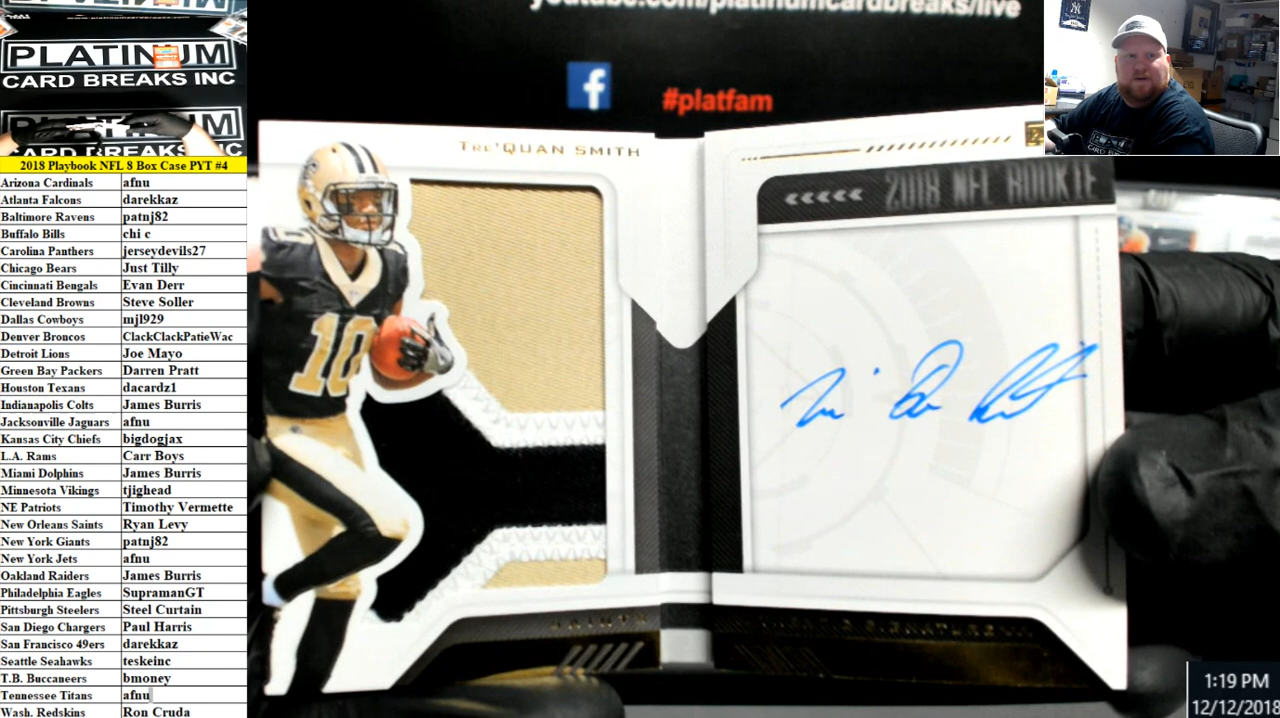 youtube.com/platinumcardbreaks/live
PLATINUM
CARD BREAKS INC
#platfam
2018 Playbook NFL 8 Box Case PYT #4
Arizona Cardinals afnu
Atlanta Falcons darekkaz
Baltimore Ravens patnj82
Buffalo Bills chi c
Carolina Panthers jerseydevils27
Chicago Bears Just Tilly
Cincinnati Bengals Evan Derr
Cleveland Browns Steve Soller
Dallas Cowboys mjl929
Denver Broncos ClackClackPatieWac
Detroit Lions Joe Mayo
Green Bay Packers Darren Pratt
Houston Texans dacardz1
Indianapolis Colts James Burris
Jacksonville Jaguars afnu
Kansas City Chiefs bigdogjax
L.A. Rams Carr Boys
Miami Dolphins James Burris
Minnesota Vikings tjighead
NE Patriots Timothy Vermette
New Orleans Saints Ryan Levy
New York Giants patnj82
New York Jets afnu
Oakland Raiders James Burris
Philadelphia Eagles SupramanGT
Pittsburgh Steelers Steel Curtain
San Diego Chargers Paul Harris
San Francisco 49ers darekkaz
Seattle Seahawks teskeinc
T.B. Buccaneers bmoney
Tennessee Titans afnu
Wash. Redskins Ron Cruda
TRE'QUAN SMITH
2018 NFL ROOKIE
10
10
SAINTS
1:19 PM
12/12/2018